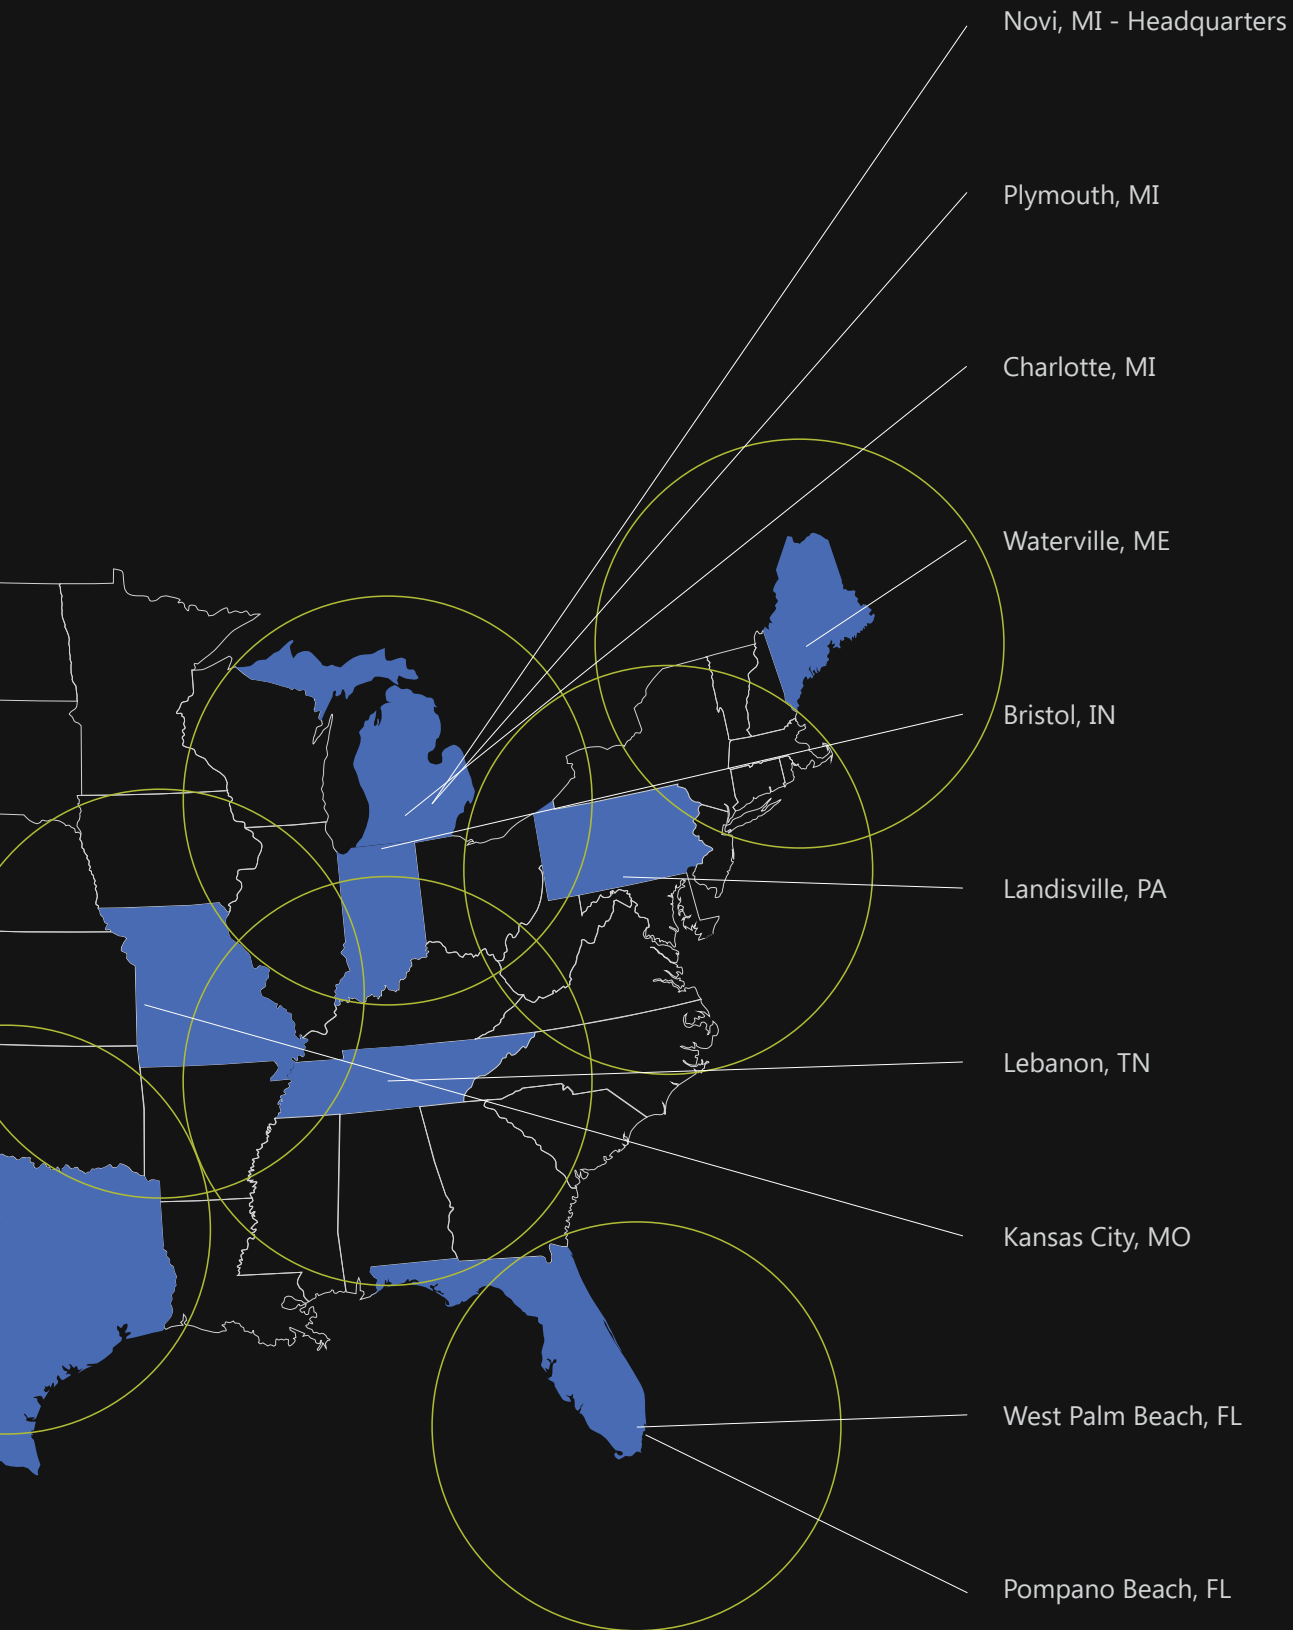 Novi, MI - Headquarters
Plymouth, MI
Charlotte, MI
Waterville, ME
Bristol, IN
Landisville, PA
Lebanon, TN
Kansas City, MO
West Palm Beach, FL
Pompano Beach, FL